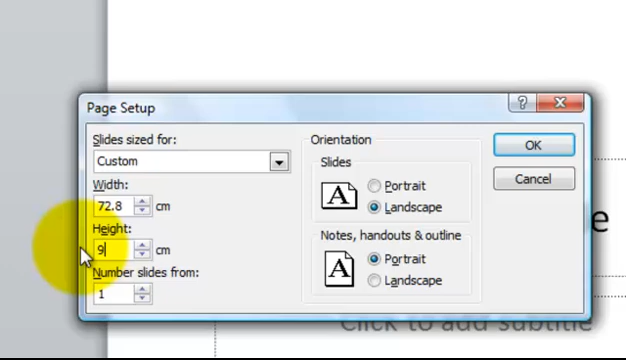 Page Setup
Slides sized for:
Custom
Width:
72.8 cm
Height:
9 cm
Number slides from:
1
Orientation
Slides
A
Portrait
Landscape
Notes, handouts & outline
A
Portrait
Landscape
OK
Cancel
?
e
Click to add subtitle